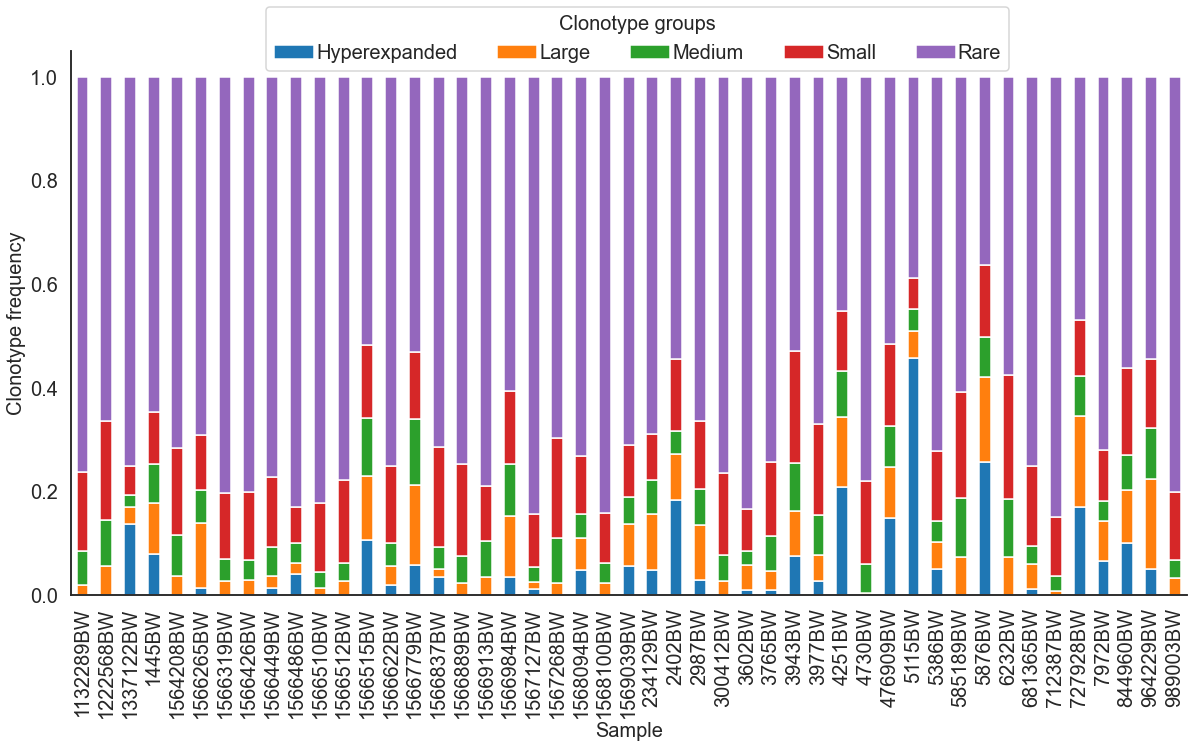 Clonotype groups
Hyperexpanded Large Medium Small Rare
1.0
0.8
0.6
0.4
0.2
0.0
Clonotype frequency
1132289BW
1222568BW
1337122BW
1445BW
1564208BW
1566265BW
1566319BW
1566426BW
1566449BW
1566486BW
1566510BW
1566512BW
1566515BW
1566622BW
1566779BW
1566837BW
1566889BW
1566913BW
1566984BW
1567127BW
1567268BW
1568094BW
1568100BW
1569039BW
234129BW
2402BW
2987BW
300412BW
3602BW
3765BW
3943BW
3977BW
4251BW
4730BW
476909BW
5115BW
5386BW
585189BW
5876BW
6232BW
681365BW
712387BW
727928BW
7972BW
844960BW
964229BW
989003BW
Sample